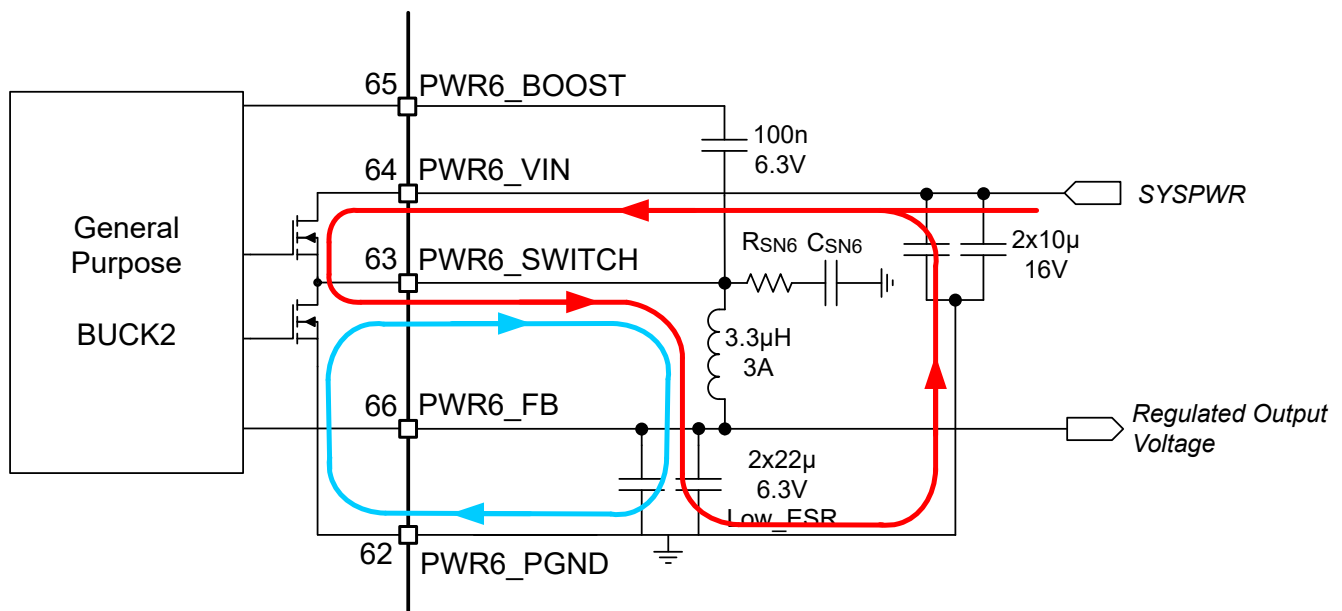 65 PWR6_BOOST
100n
6.3V
64 PWR6_VIN
SYSPWR
General
Purpose
BUCK2
63 PWR6_SWITCH
RSN6 CSN6
2x10µ
16V
3.3µH
3A
66 PWR6_FB
Regulated Output
Voltage
2x22µ
6.3V
Low_ESR
62 PWR6_PGND